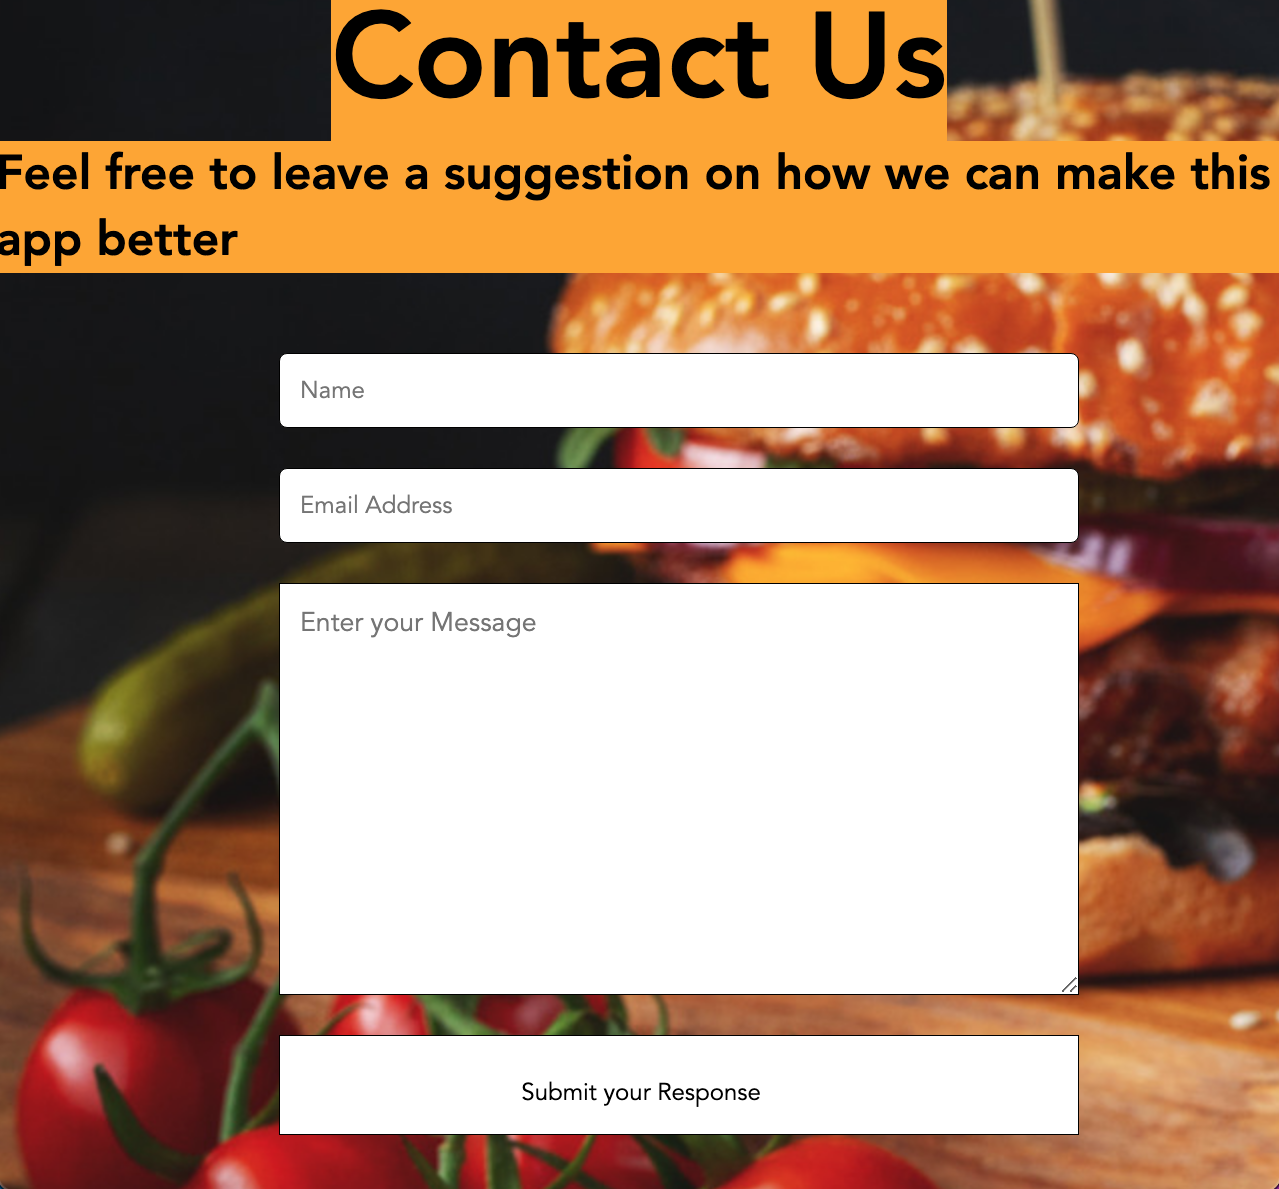 Contact Us
Feel free to leave a suggestion on how we can make this
app better
Name
Email Address
Enter your Message
Submit your Response